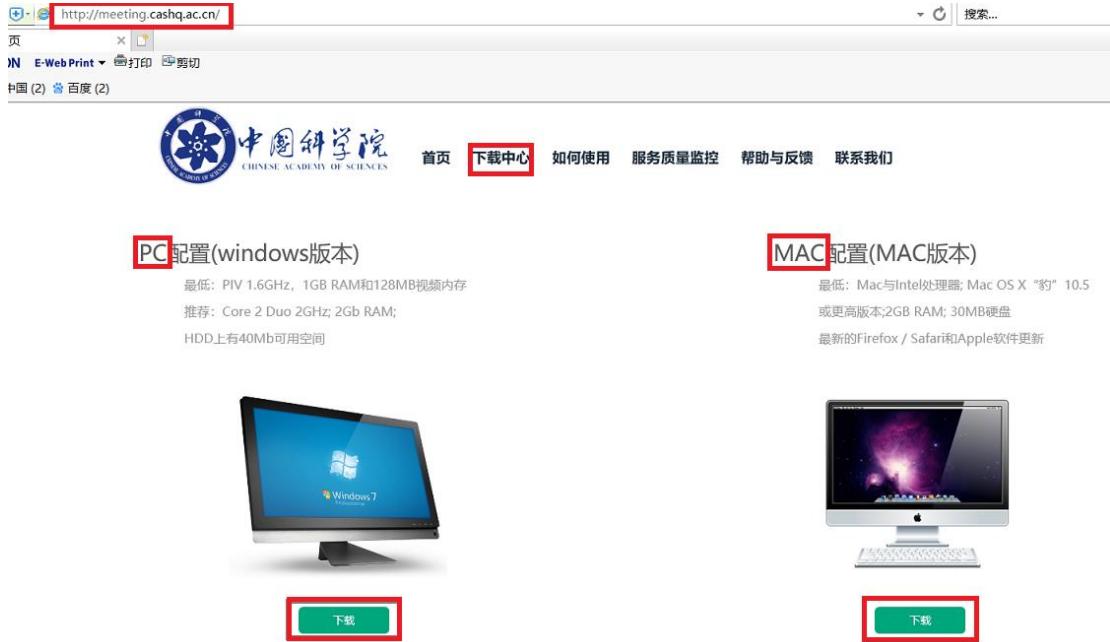 http://meeting.cashq.ac.cn/
搜索...
页
ON E-Web Print 打印 剪切
中国 (2) 百度 (2)
中国科学院
CHINESE ACADEMY OF SCIENCES
首页 下载中心 如何使用 服务质量监控 帮助与反馈 联系我们
PC配置(windows版本)
最低：PIV 1.6GHz，1GB RAM和128MB视频内存
推荐：Core 2 Duo 2GHz; 2Gb RAM;
HDD上有40Mb可用空间
MAC配置(MAC版本)
最低：Mac与Intel处理器; Mac OS X “豹” 10.5
或更高版本;2GB RAM; 30MB硬盘
最新的Firefox / Safari和Apple软件更新
Windows 7
下载
下载